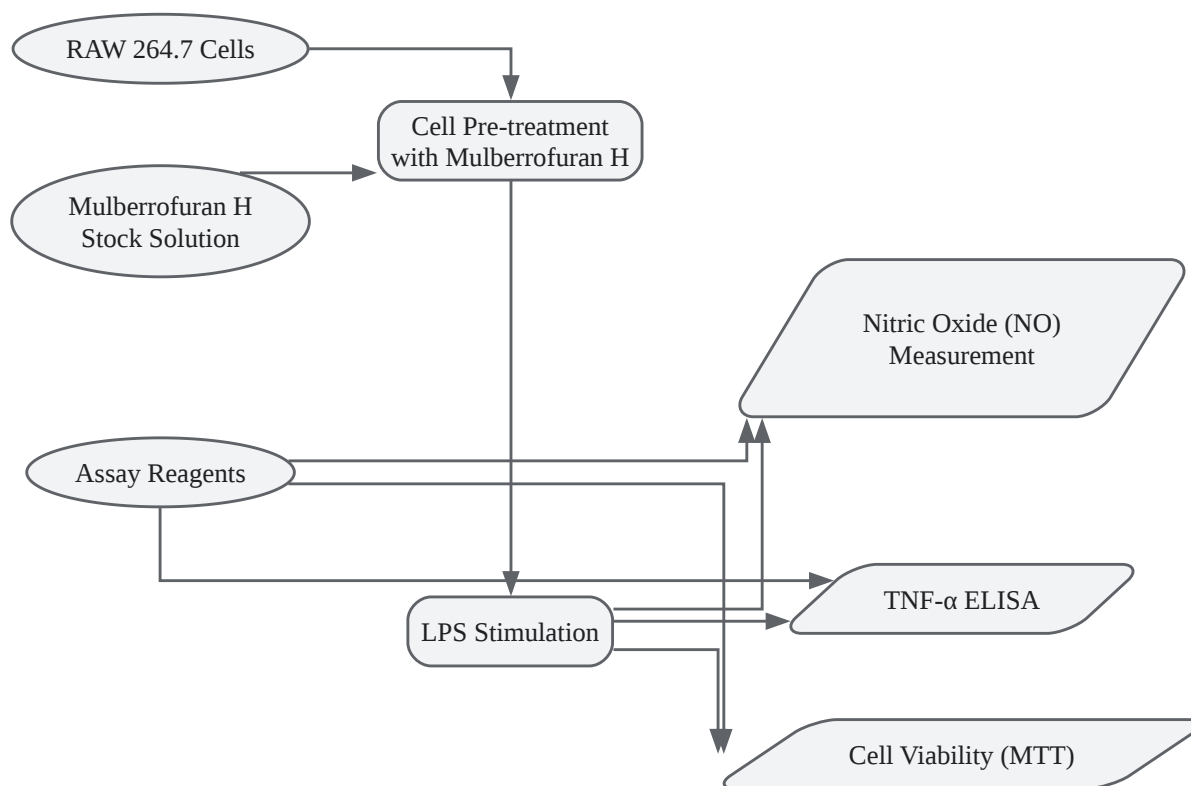 RAW 264.7 Cells
Cell Pre-treatment
with Mulberrofuran H
Mulberrofuran H
Stock Solution
Nitric Oxide (NO)
Measurement
Assay Reagents
TNF-α ELISA
LPS Stimulation
Cell Viability (MTT)